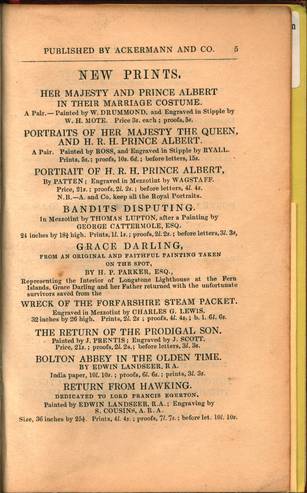 PUBLISHED BY ACKERMANN AND CO. 5
NEW PRINTS.
HER MAJESTY AND PRINCE ALBERT
IN THEIR MARRIAGE COSTUME.
A Pair.— Painted by W. DRUMMOND, and Engraved in Stipple by
W. H. MOTE. Price 3s. each; proofs, 5s.
PORTRAITS OF HER MAJESTY THE QUEEN,
AND H. R. H. PRINCE ALBERT.
A Pair. Painted by ROSS, and Engraved in Stipple by RYALL.
Prints, 5s.; proofs, 10s. 6d.; before letters, 15s.
PORTRAIT OF H. R. H. PRINCE ALBERT,
By PATTEN; Engraved in Mezzotint by WAGSTAFF.
Price, 21s.; proofs, 2l. 2s.; before letters, 4l. 4s.
N.B.—A. and Co. keep all the Royal Portraits.
BANDITS DISPUTING.
In Mezzotint by THOMAS LUPTON, after a Painting by
GEORGE CATTERMOLE, ESQ.
24 inches by 18½ high. Prints, 1l. 1s.; proofs, 2l. 2s.; before letters, 3l. 3s,
GRACE DARLING,
FROM AN ORIGINAL AND FAITHFUL PAINTING TAKEN
ON THE SPOT,
BY H. P. PARKER, ESQ.,
Representing the Interior of Longstone Lighthouse at the Fern
Islands, Grace Darling and her Father returned with the unfortunate
survivors saved from the
WRECK OF THE FORFARSHIRE STEAM PACKET.
Engraved in Mezzotint by CHARLES G. LEWIS.
32 inches by 26 high. Prints, 2l. 2s; proofs, 4l. 4s.; b. l. 6l. 6s.
THE RETURN OF THE PRODIGAL SON.
Painted by J. PRENTIS; Engraved by J. SCOTT.
Price, 21s.; proofs, 2l. 2s.; before letters, 3l. 3s.
BOLTON ABBEY IN THE OLDEN TIME.
BY EDWIN LANDSEER, R.A.
India paper, 10l. 10s.; proofs, 6l. 6s.; prints, 3l. 3s.
RETURN FROM HAWKING.
DEDICATED TO LORD FRANCIS EGERTON.
Painted by EDWIN LANDSEER, R.A.; Engraving by
S. COUSINS, A. R. A.
Size, 36 inches by 25½. Prints, 4l. 4s.; proofs, 7l. 7s.; before let. 10l. 10s.